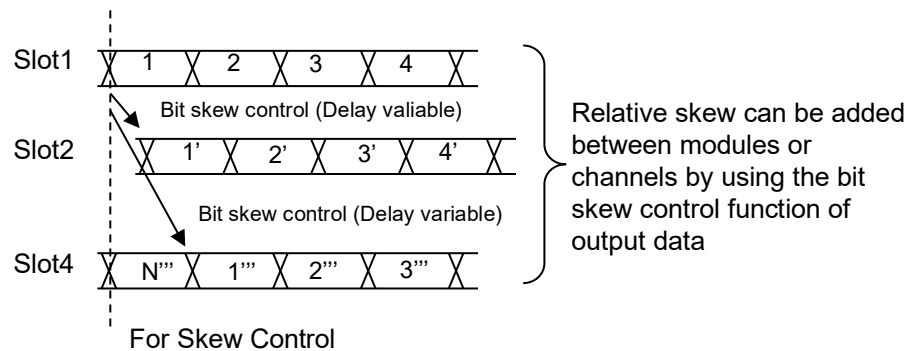 Slot1
1 2 3 4
Bit skew control (Delay valiable)
Slot2
1' 2' 3' 4'
Bit skew control (Delay variable)
Slot4
N''' 1''' 2''' 3'''
For Skew Control
Relative skew can be added
between modules or
channels by using the bit
skew control function of
output data